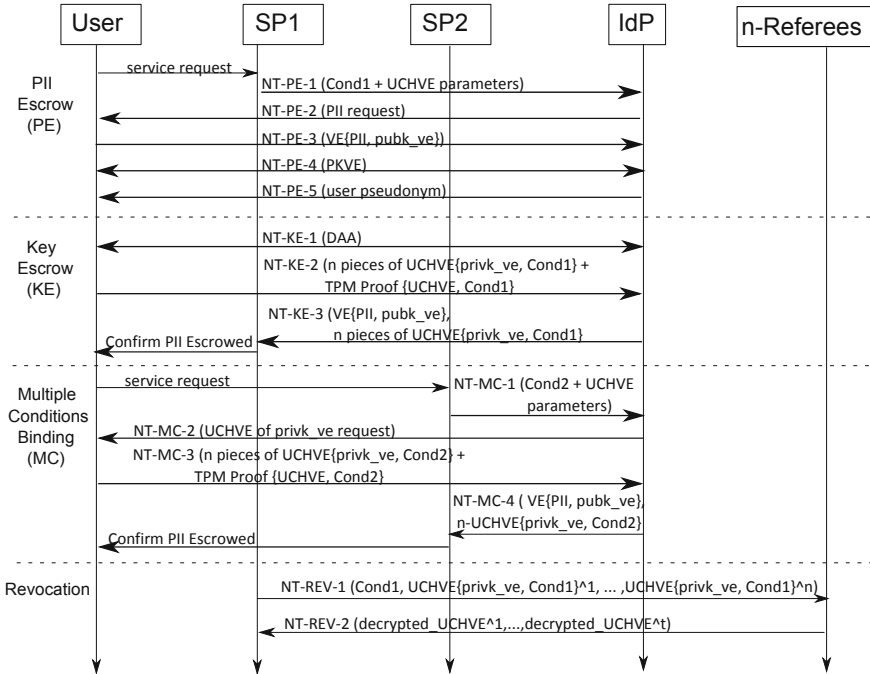 User SP1 SP2 IdP n-Referees
service request
PII
Escrow
(PE)
NT-PE-1 (Cond1 + UCHVE parameters)
NT-PE-2 (PII request)
NT-PE-3 (VE{PII, pubk_ve})
NT-PE-4 (PKVE)
NT-PE-5 (user pseudonym)
Key
Escrow
(KE)
NT-KE-1 (DAA)
NT-KE-2 (n pieces of UCHVE{privk_ve, Cond1} +
TPM Proof {UCHVE, Cond1}
NT-KE-3 (VE{PII, pubk_ve},
n pieces of UCHVE{privk_ve, Cond1}
Confirm PII Escrowed
Multiple
Conditions
Binding
(MC)
service request
NT-MC-1 (Cond2 + UCHVE
parameters)
NT-MC-2 (UCHVE of privk_ve request)
NT-MC-3 (n pieces of UCHVE{privk_ve, Cond2} +
TPM Proof {UCHVE, Cond2}
NT-MC-4 ( VE{PII, pubk_ve},
n-UCHVE{privk_ve, Cond2}
Confirm PII Escrowed
Revocation
NT-REV-1 (Cond1, UCHVE{privk_ve, Cond1}^1, ... ,UCHVE{privk_ve, Cond1}^n)
NT-REV-2 (decrypted_UCHVE^1,...,decrypted_UCHVE^t)